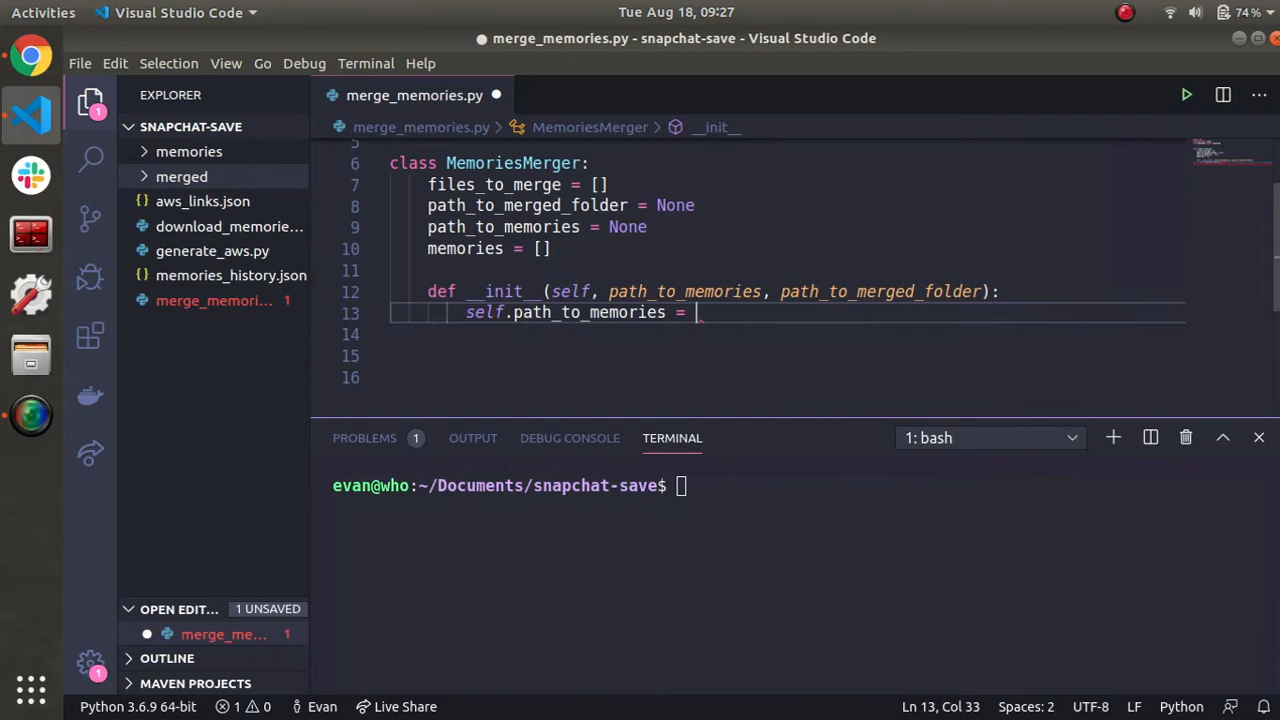 Activities
Visual Studio Code
Tue Aug 18, 09:27
74%
merge_memories.py - snapchat-save - Visual Studio Code
File Edit Selection View Go Debug Terminal Help
EXPLORER
merge_memories.py
merge_memories.py > MemoriesMerger > __init__
SNAPCHAT-SAVE
memories
merged
aws_links.json
download_memorie...
generate_aws.py
memories_history.json
merge_memori... 1
5
6 class MemoriesMerger:
7 files_to_merge = []
8 path_to_merged_folder = None
9 path_to_memories = None
10 memories = []
11
12 def __init__(self, path_to_memories, path_to_merged_folder):
13 self.path_to_memories =
14
15
16
1
PROBLEMS 1 OUTPUT DEBUG CONSOLE TERMINAL
1: bash
evan@who:~/Documents/snapchat-save$
OPEN EDIT... 1 UNSAVED
merge_me... 1
OUTLINE
MAVEN PROJECTS
1
Python 3.6.9 64-bit 1 0 Evan Live Share
Ln 13, Col 33 Spaces: 2 UTF-8 LF Python